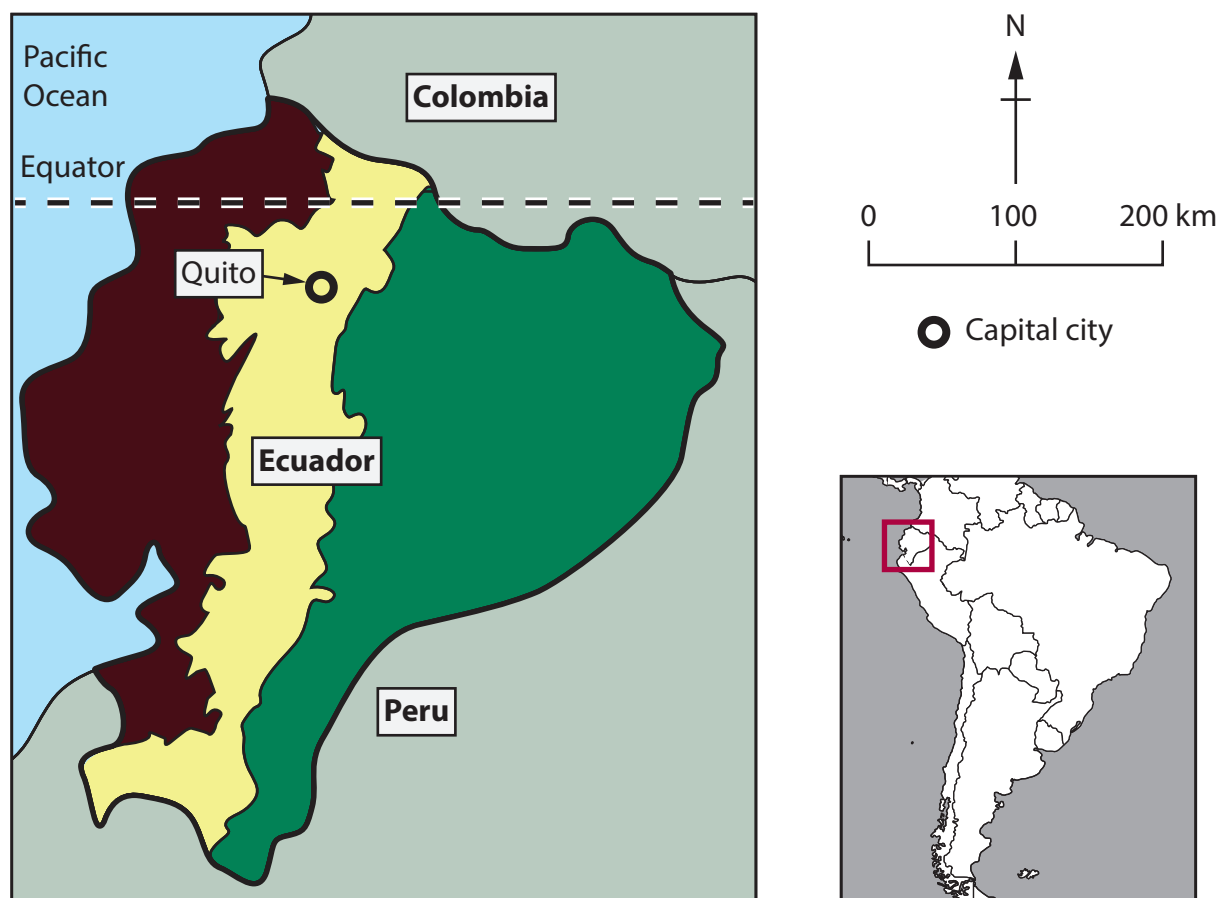 Pacific
Ocean
Colombia
Equator
Quito
Ecuador
Peru
N
0 100 200 km
Capital city